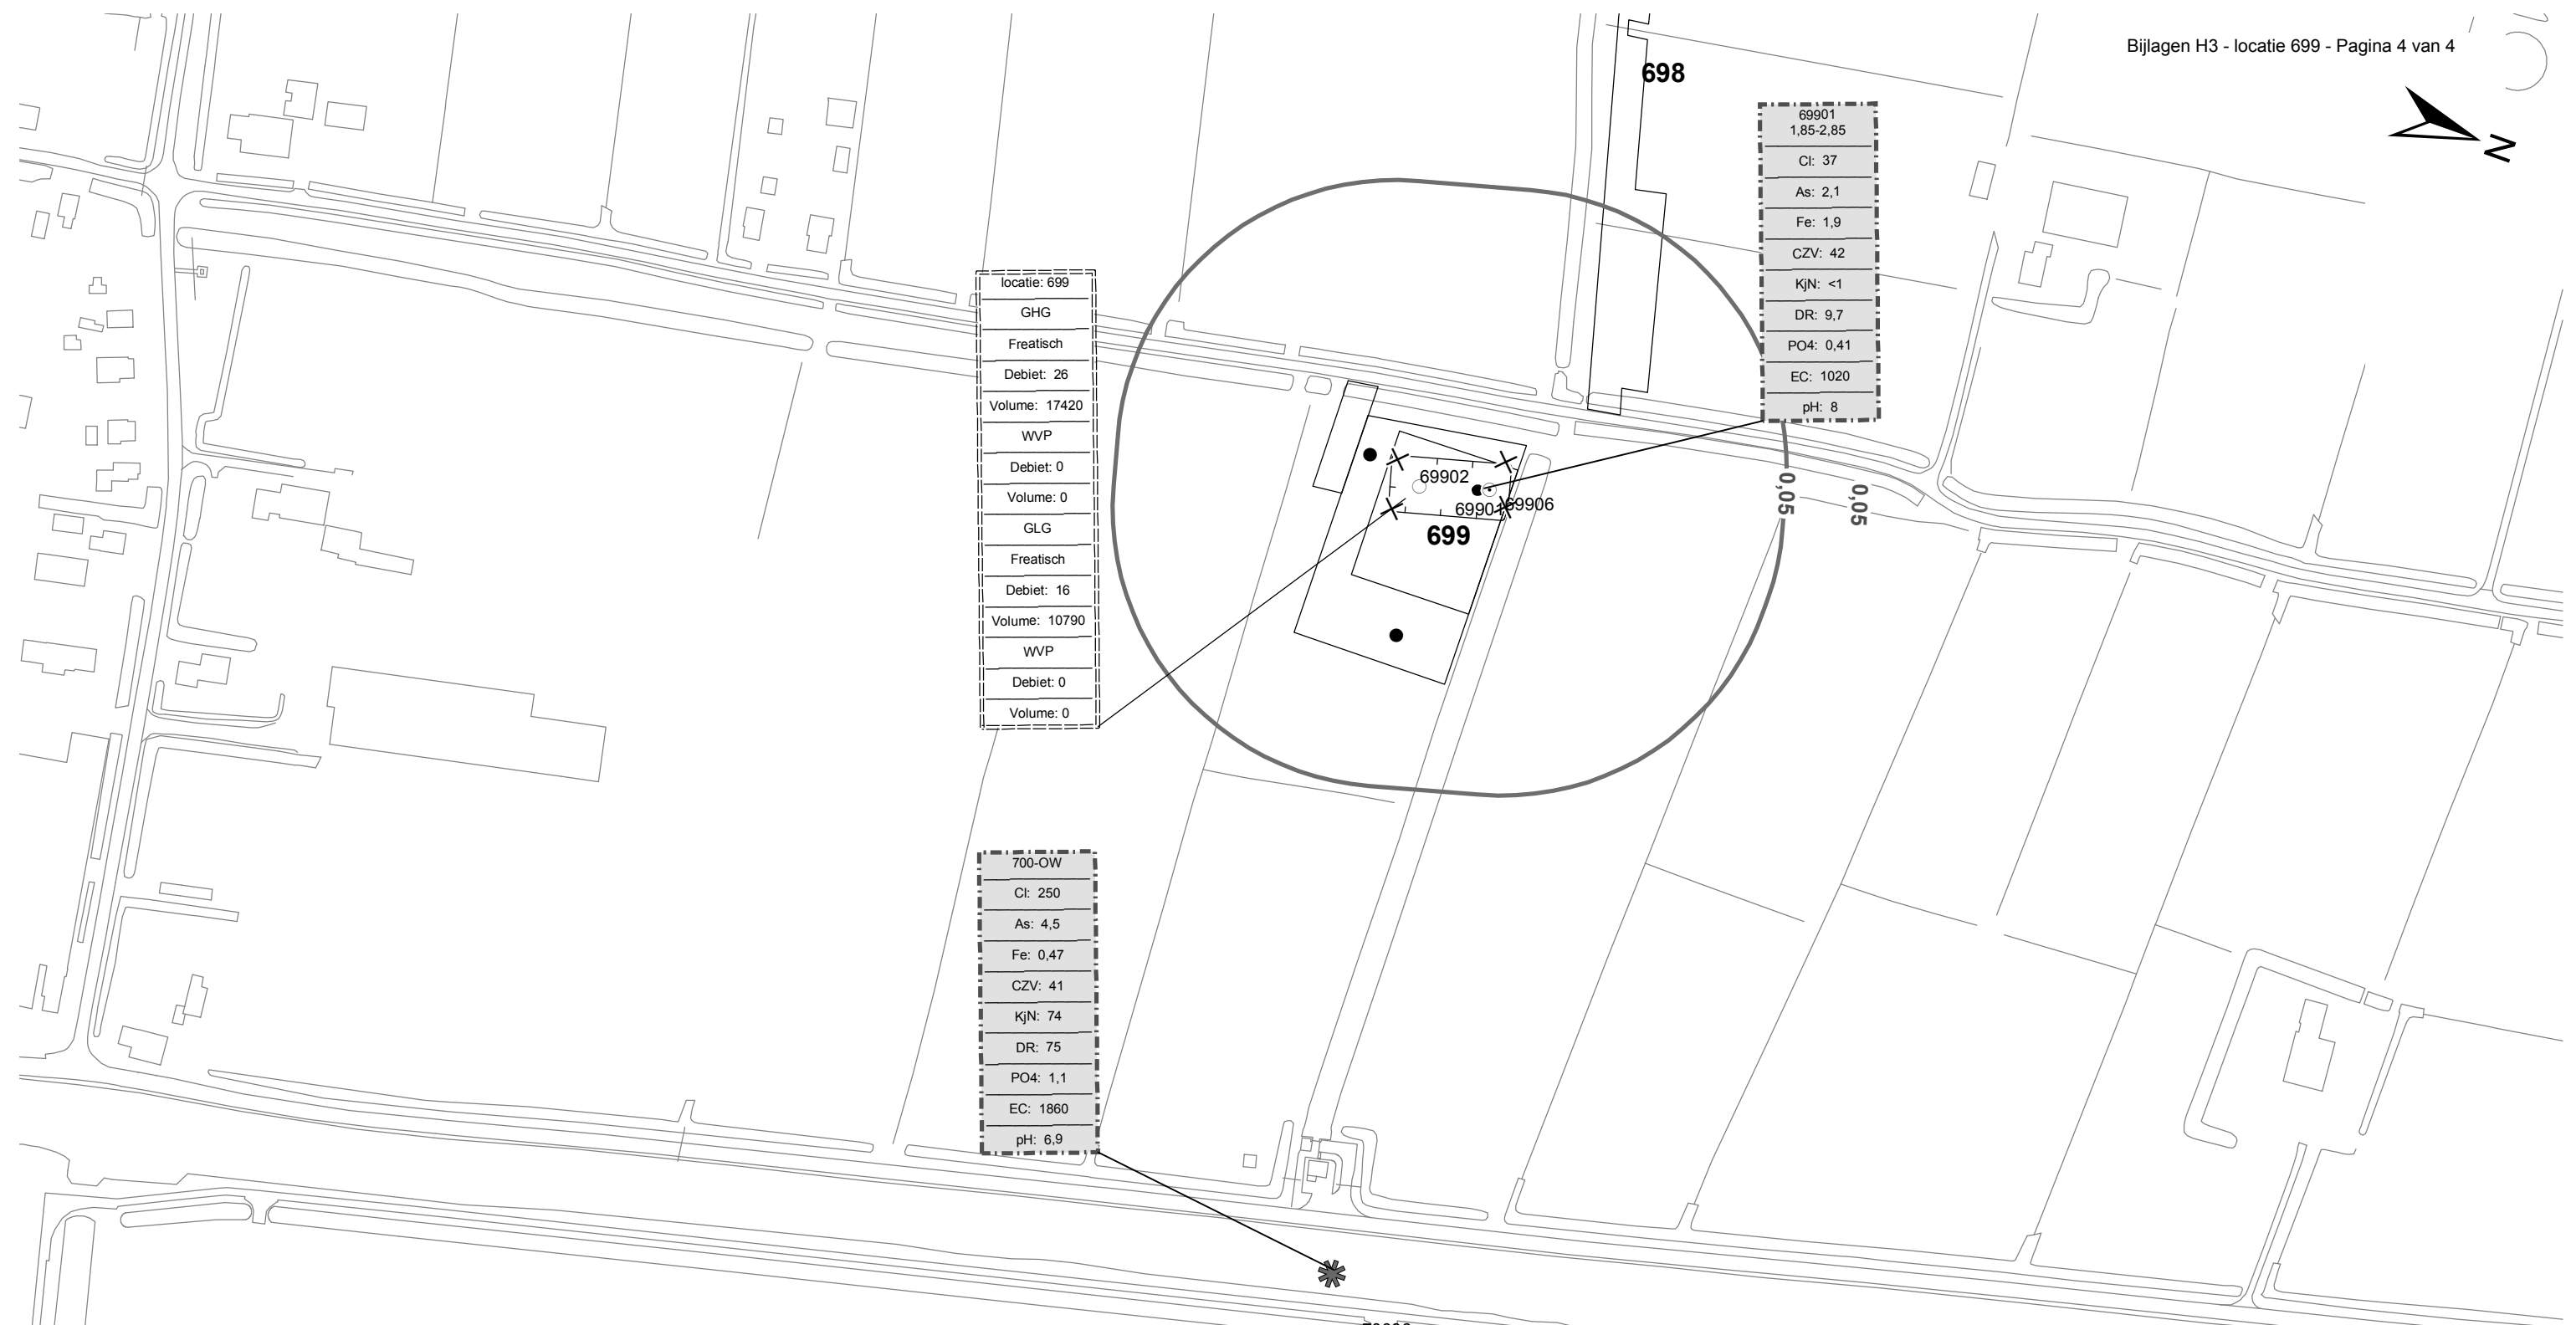 Bijlagen H3 - locatie 699 - Pagina 4 van 4
698
N
69901
1,85-2,85
Cl: 37
As: 2,1
Fe: 1,9
CZV: 42
KjN: <1
DR: 9,7
PO4: 0,41
EC: 1020
pH: 8
locatie: 699
GHG
Freatisch
Debiet: 26
Volume: 17420
WVP
Debiet: 0
Volume: 0
GLG
Freatisch
Debiet: 16
Volume: 10790
WVP
Debiet: 0
Volume: 0
69902
69901
69906
699
0,05
0,05
700-OW
Cl: 250
As: 4,5
Fe: 0,47
CZV: 41
KjN: 74
DR: 75
PO4: 1,1
EC: 1860
pH: 6,9